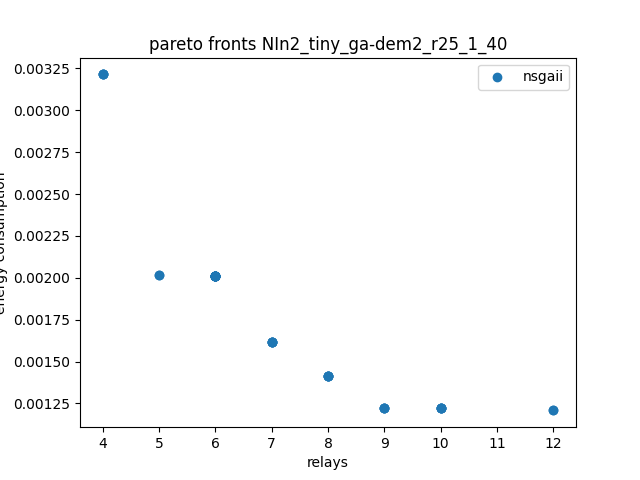 pareto fronts NIn2_tiny_ga-dem2_r25_1_40
nsgaii
0.00325
0.00300
0.00275
0.00250
0.00225
0.00200
0.00175
0.00150
0.00125
energy consumption
4 5 6 7 8 9 10 11 12
relays